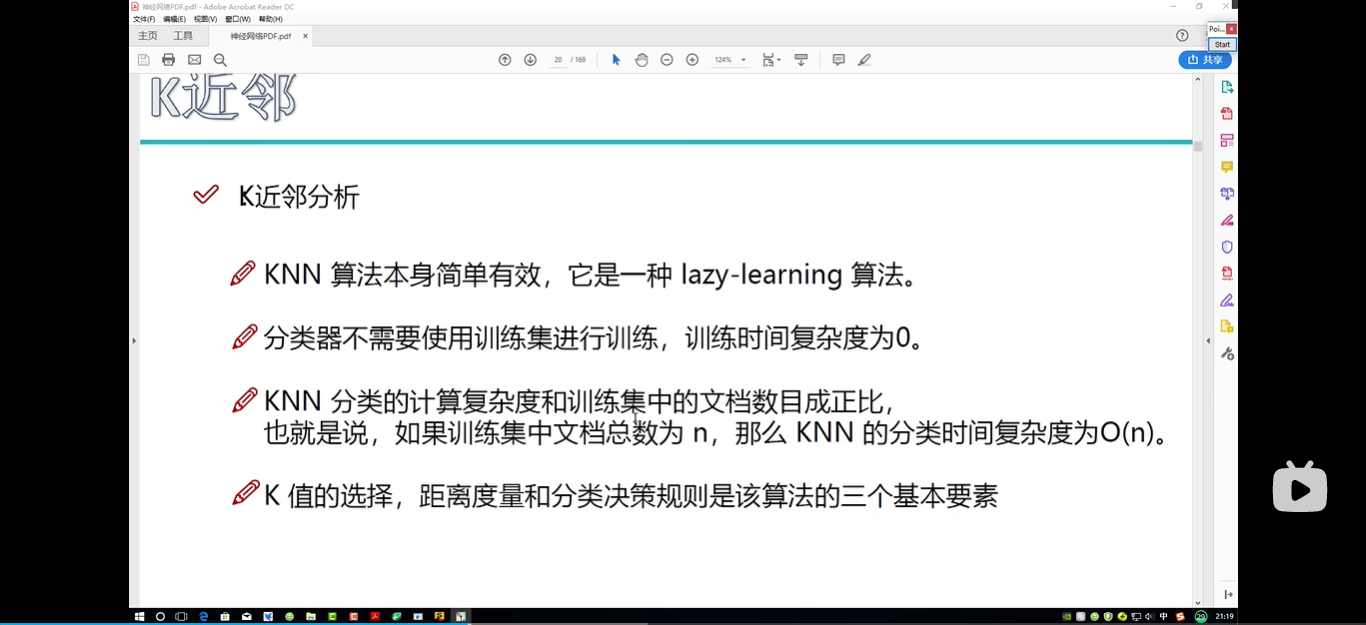 神经网络PDF.pdf - Adobe Acrobat Reader DC
文件(F) 编辑(E) 视图(V) 窗口(W) 帮助(H)
主页 工具 神经网络PDF.pdf ×
Poi...
Start
20 / 169 124%
共享
K近邻
K近邻分析
KNN 算法本身简单有效，它是一种 lazy-learning 算法。
分类器不需要使用训练集进行训练，训练时间复杂度为0。
KNN 分类的计算复杂度和训练集中的文档数目成正比，
也就是说，如果训练集中文档总数为 n，那么 KNN 的分类时间复杂度为O(n)。
K 值的选择，距离度量和分类决策规则是该算法的三个基本要素
中 29 21:19